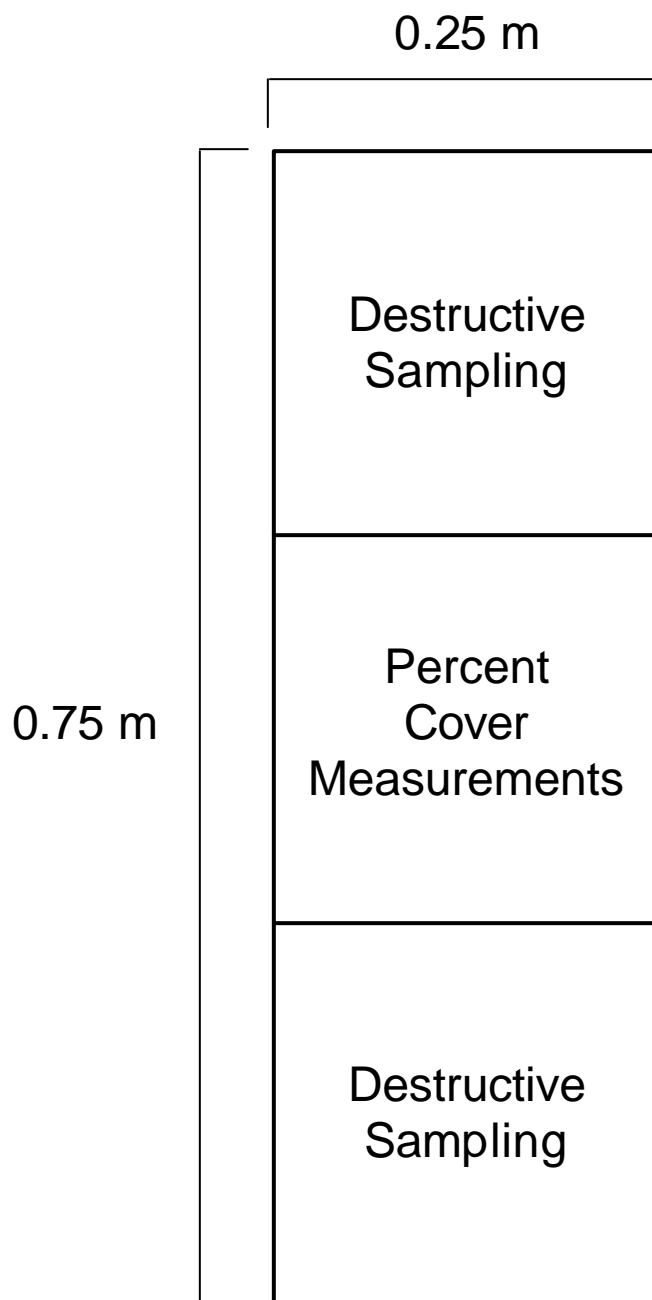 0.25 m
Destructive
Sampling
Percent
Cover
Measurements
0.75 m
Destructive
Sampling